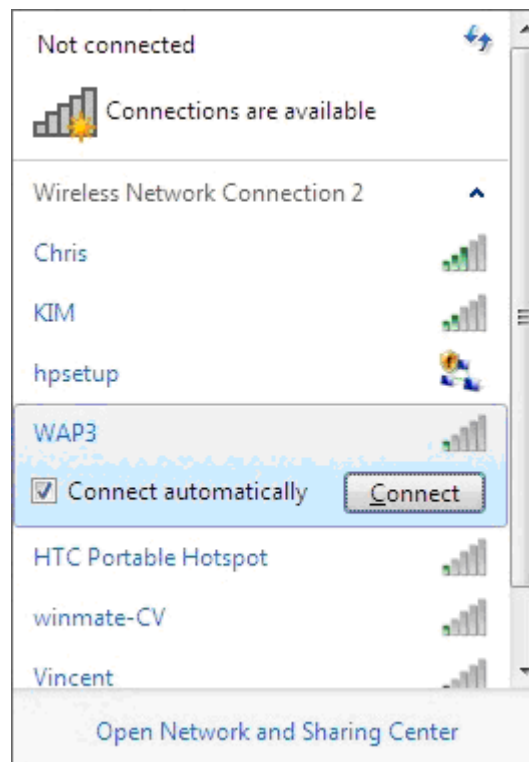 Not connected
Connections are available
Wireless Network Connection 2
Chris
KIM
hpsetup
WAP3
Connect automatically
Connect
HTC Portable Hotspot
winmate-CV
Vincent
Open Network and Sharing Center